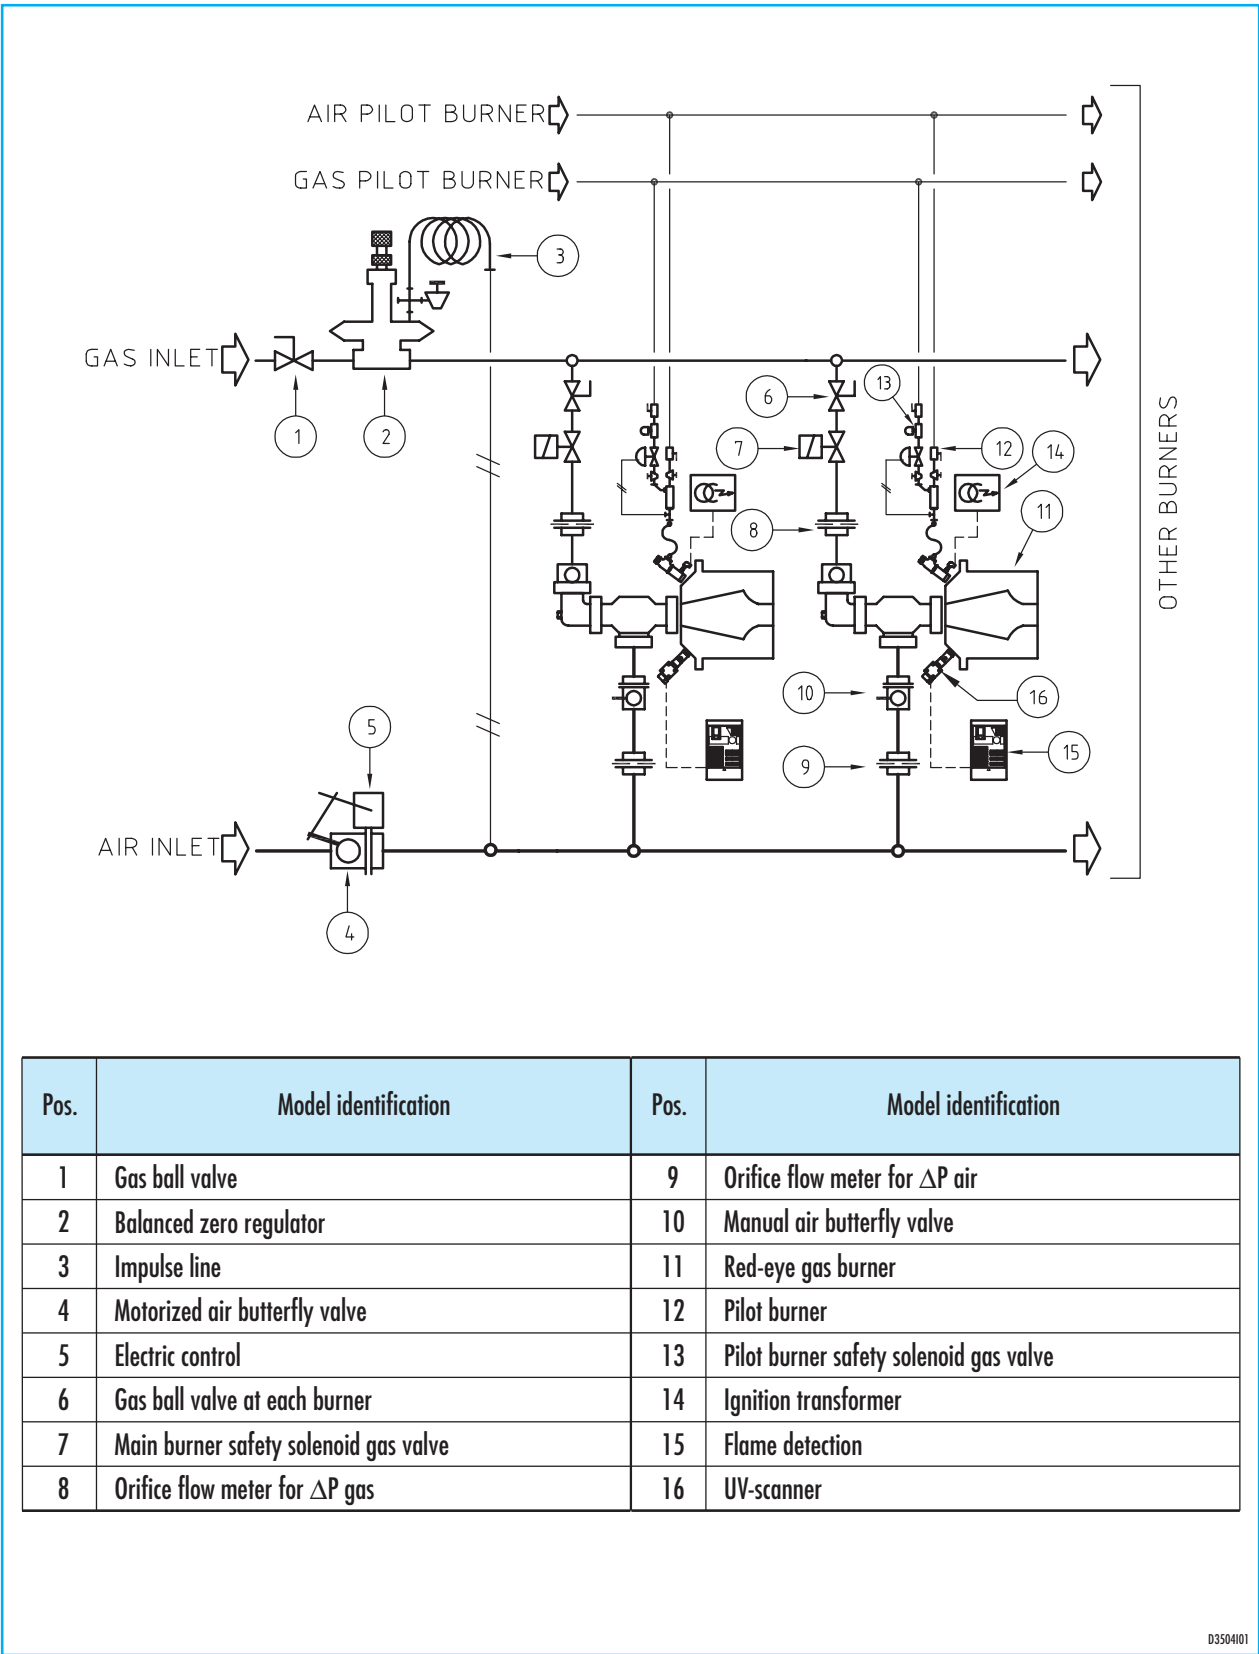 AIR PILOT BURNER
GAS PILOT BURNER
3
GAS INLET
1
2
6
13
7
12
14
8
11
OTHER BURNERS
10
16
5
9
15
AIR INLET
4
Pos. Model identification Pos. Model identification
1 Gas ball valve 9 Orifice flow meter for ΔP air
2 Balanced zero regulator 10 Manual air butterfly valve
3 Impulse line 11 Red-eye gas burner
4 Motorized air butterfly valve 12 Pilot burner
5 Electric control 13 Pilot burner safety solenoid gas valve
6 Gas ball valve at each burner 14 Ignition transformer
7 Main burner safety solenoid gas valve 15 Flame detection
8 Orifice flow meter for ΔP gas 16 UV-scanner
D3504I01